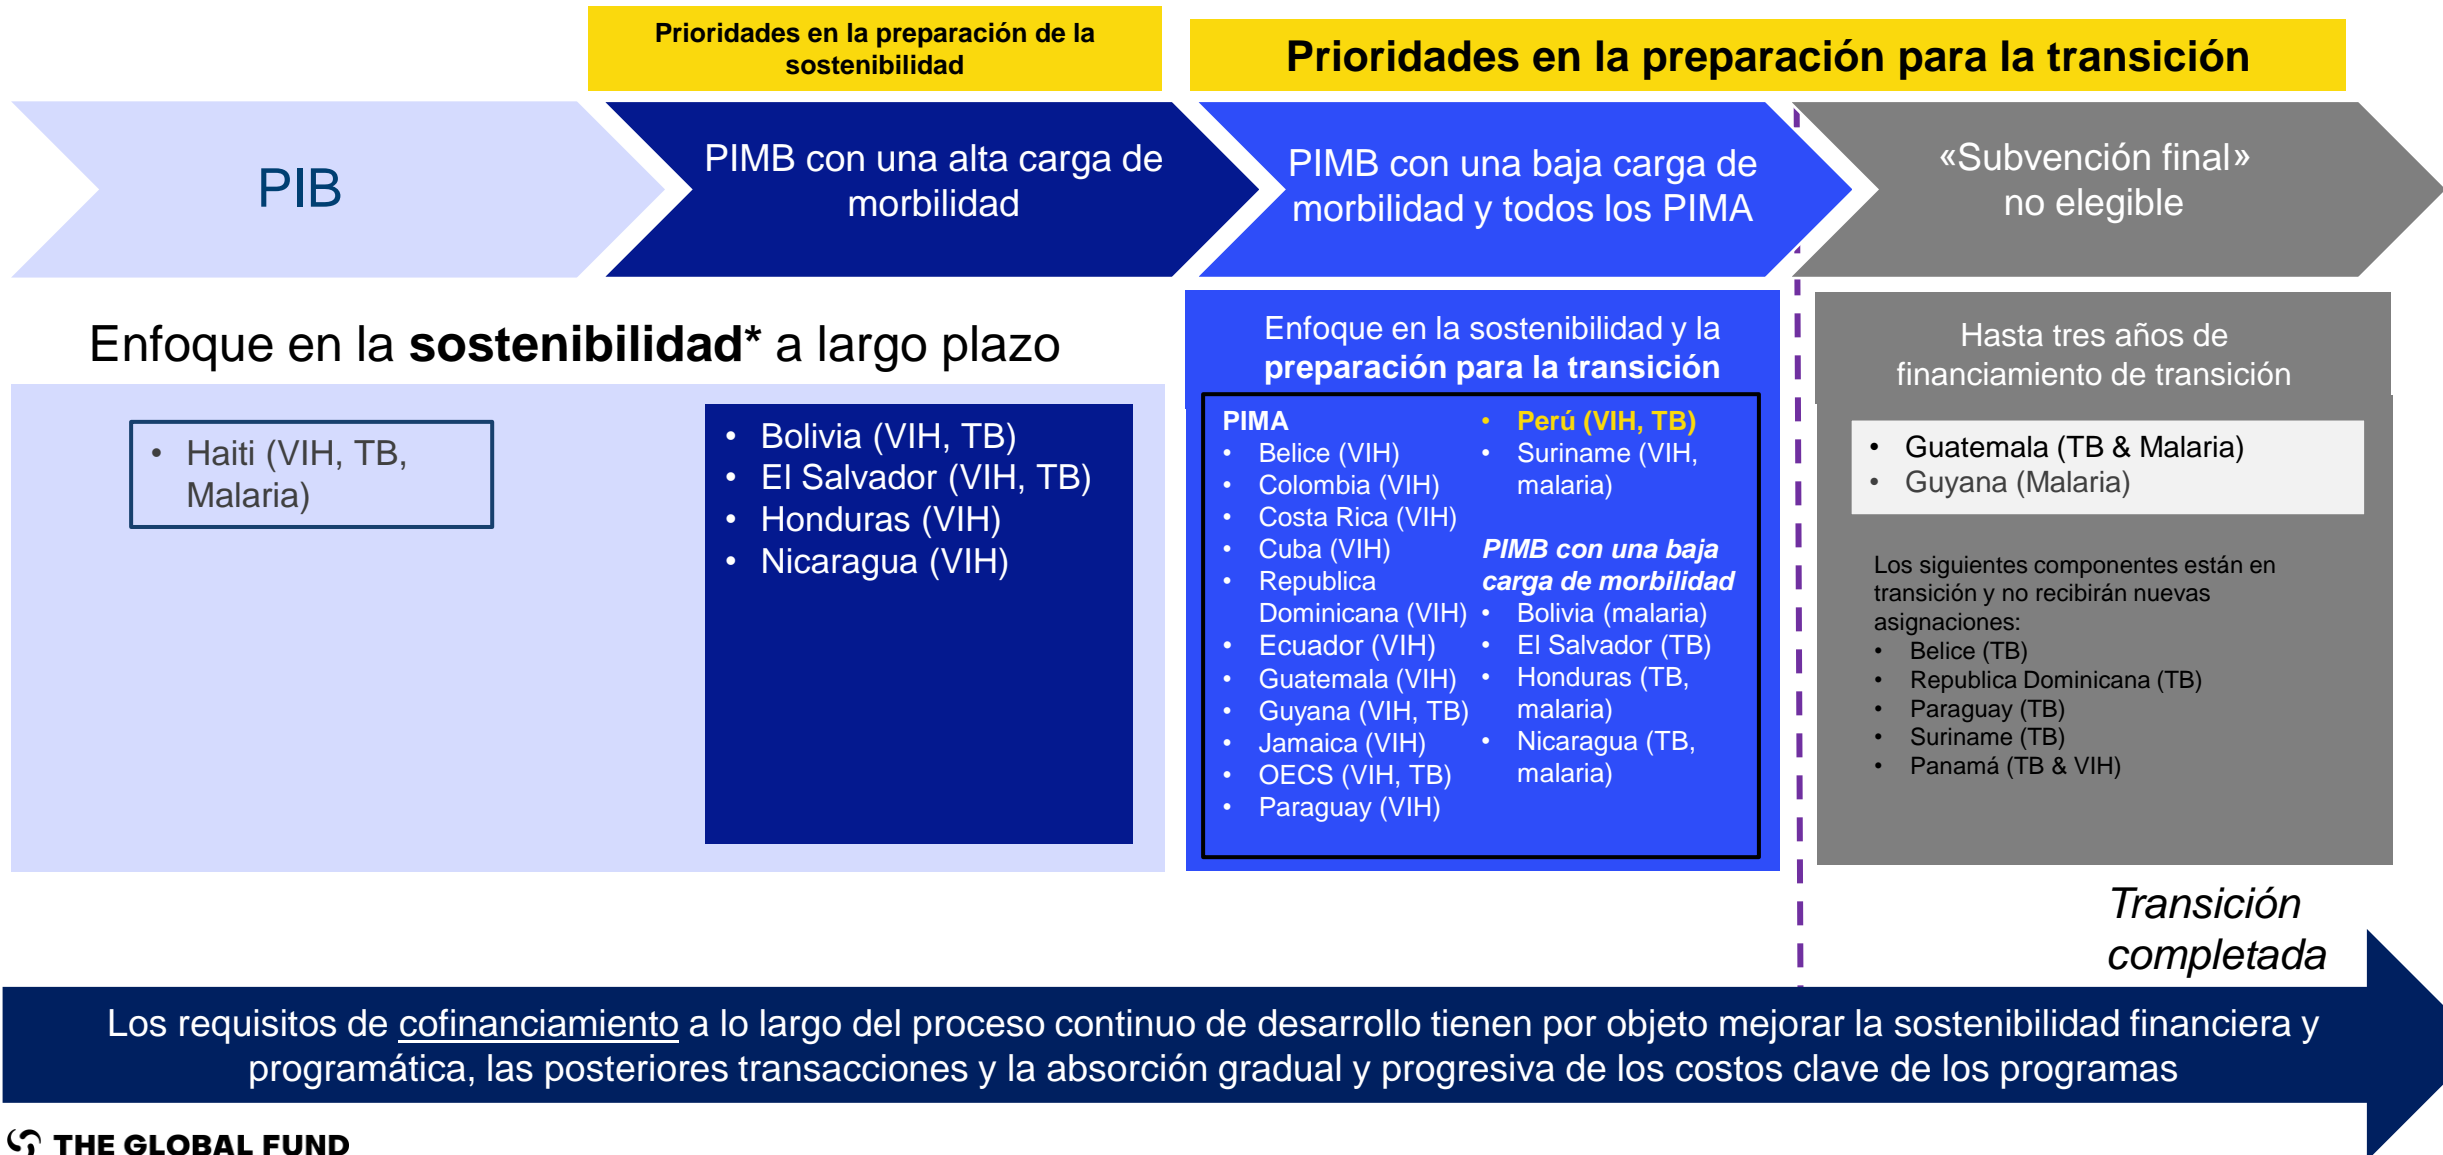 Prioridades en la preparación de la
sostenibilidad
Prioridades en la preparación para la transición
PIB
PIMB con una alta carga de
morbilidad
PIMB con una baja carga de
morbilidad y todos los PIMA
«Subvención final»
no elegible
Enfoque en la sostenibilidad* a largo plazo
• Haiti (VIH, TB,
Malaria)
• Bolivia (VIH, TB)
• El Salvador (VIH, TB)
• Honduras (VIH)
• Nicaragua (VIH)
Enfoque en la sostenibilidad y la
preparación para la transición
PIMA
• Belice (VIH)
• Colombia (VIH)
• Costa Rica (VIH)
• Cuba (VIH)
• Republica
Dominicana (VIH)
• Ecuador (VIH)
• Guatemala (VIH)
• Guyana (VIH, TB)
• Jamaica (VIH)
• OECS (VIH, TB)
• Paraguay (VIH)
• Perú (VIH, TB)
• Suriname (VIH,
malaria)
PIMB con una baja
carga de morbilidad
• Bolivia (malaria)
• El Salvador (TB)
• Honduras (TB,
malaria)
• Nicaragua (TB,
malaria)
Hasta tres años de
financiamiento de transición
• Guatemala (TB & Malaria)
• Guyana (Malaria)
Los siguientes componentes están en
transición y no recibirán nuevas
asignaciones:
• Belice (TB)
• Republica Dominicana (TB)
• Paraguay (TB)
• Suriname (TB)
• Panamá (TB & VIH)
Transición
completada
Los requisitos de cofinanciamiento a lo largo del proceso continuo de desarrollo tienen por objeto mejorar la sostenibilidad financiera y
programática, las posteriores transacciones y la absorción gradual y progresiva de los costos clave de los programas
THE GLOBAL FUND